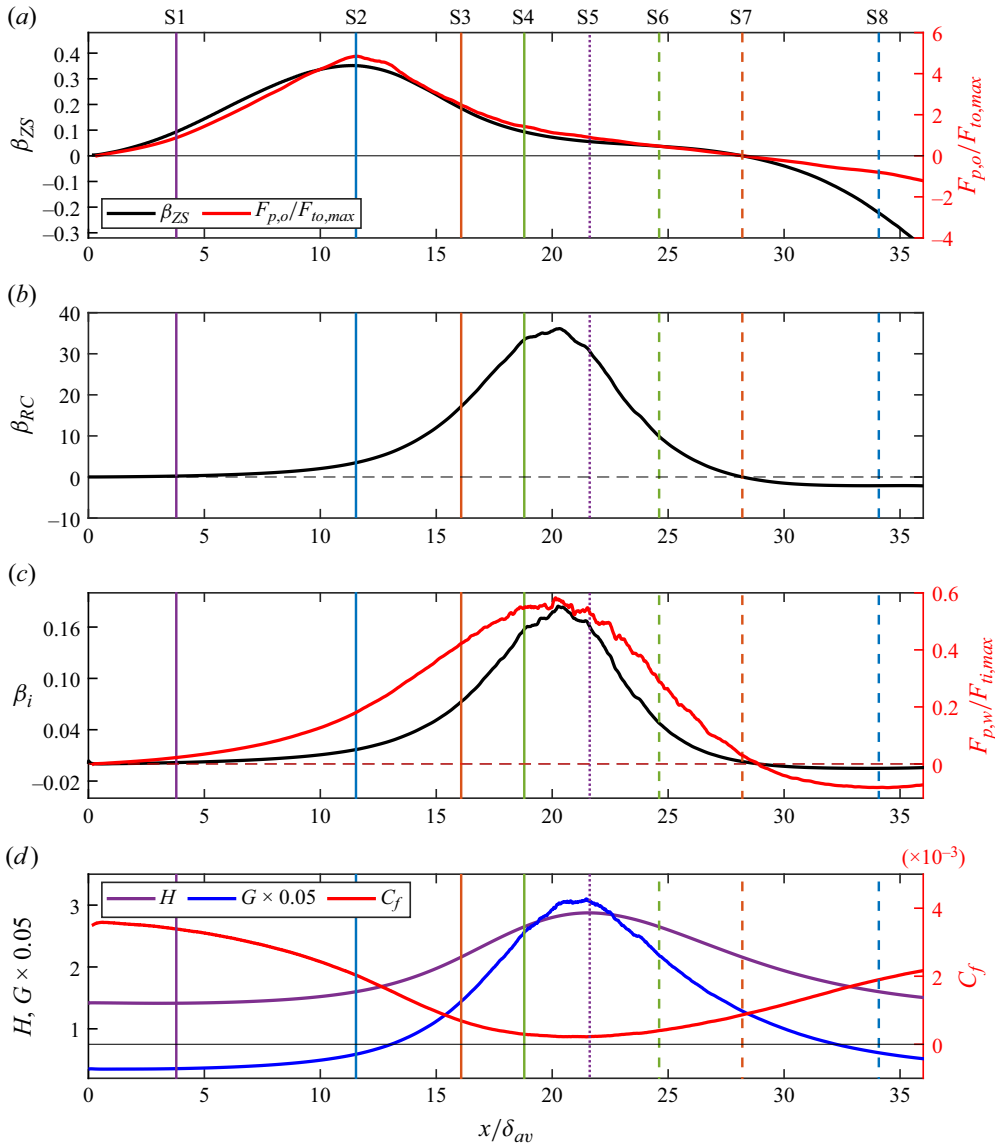 (a)
S1 S2 S3 S4 S5 S6 S7 S8
0.4
0.3
0.2
0.1
0
−0.1
−0.2
−0.3
β_ZS
6
4
2
0
−2
−4
F_p,o/F_to,max
β_ZS F_p,o/F_to,max
0 5 10 15 20 25 30 35
(b)
40
30
20
10
0
−10
β_RC
0 5 10 15 20 25 30 35
(c)
0.16
0.10
0.04
−0.02
β_i
0.6
0.4
0.2
0
F_p,w/F_ti,max
0 5 10 15 20 25 30 35
(d)
(×10⁻³)
H G × 0.05 C_f
3
2
1
H, G × 0.05
4
2
0
C_f
0 5 10 15 20 25 30 35
x/δ_av